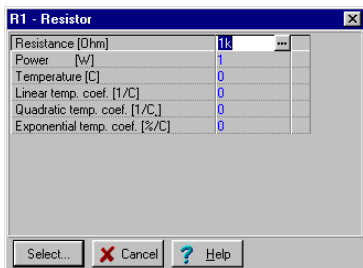 R1 - Resistor
Resistance [Ohm] 1k ...
Power [W] 1
Temperature [C] 0
Linear temp. coef. [1/C] 0
Quadratic temp. coef. [1/C˛] 0
Exponential temp. coef. [%/C] 0
Select... Cancel ? Help